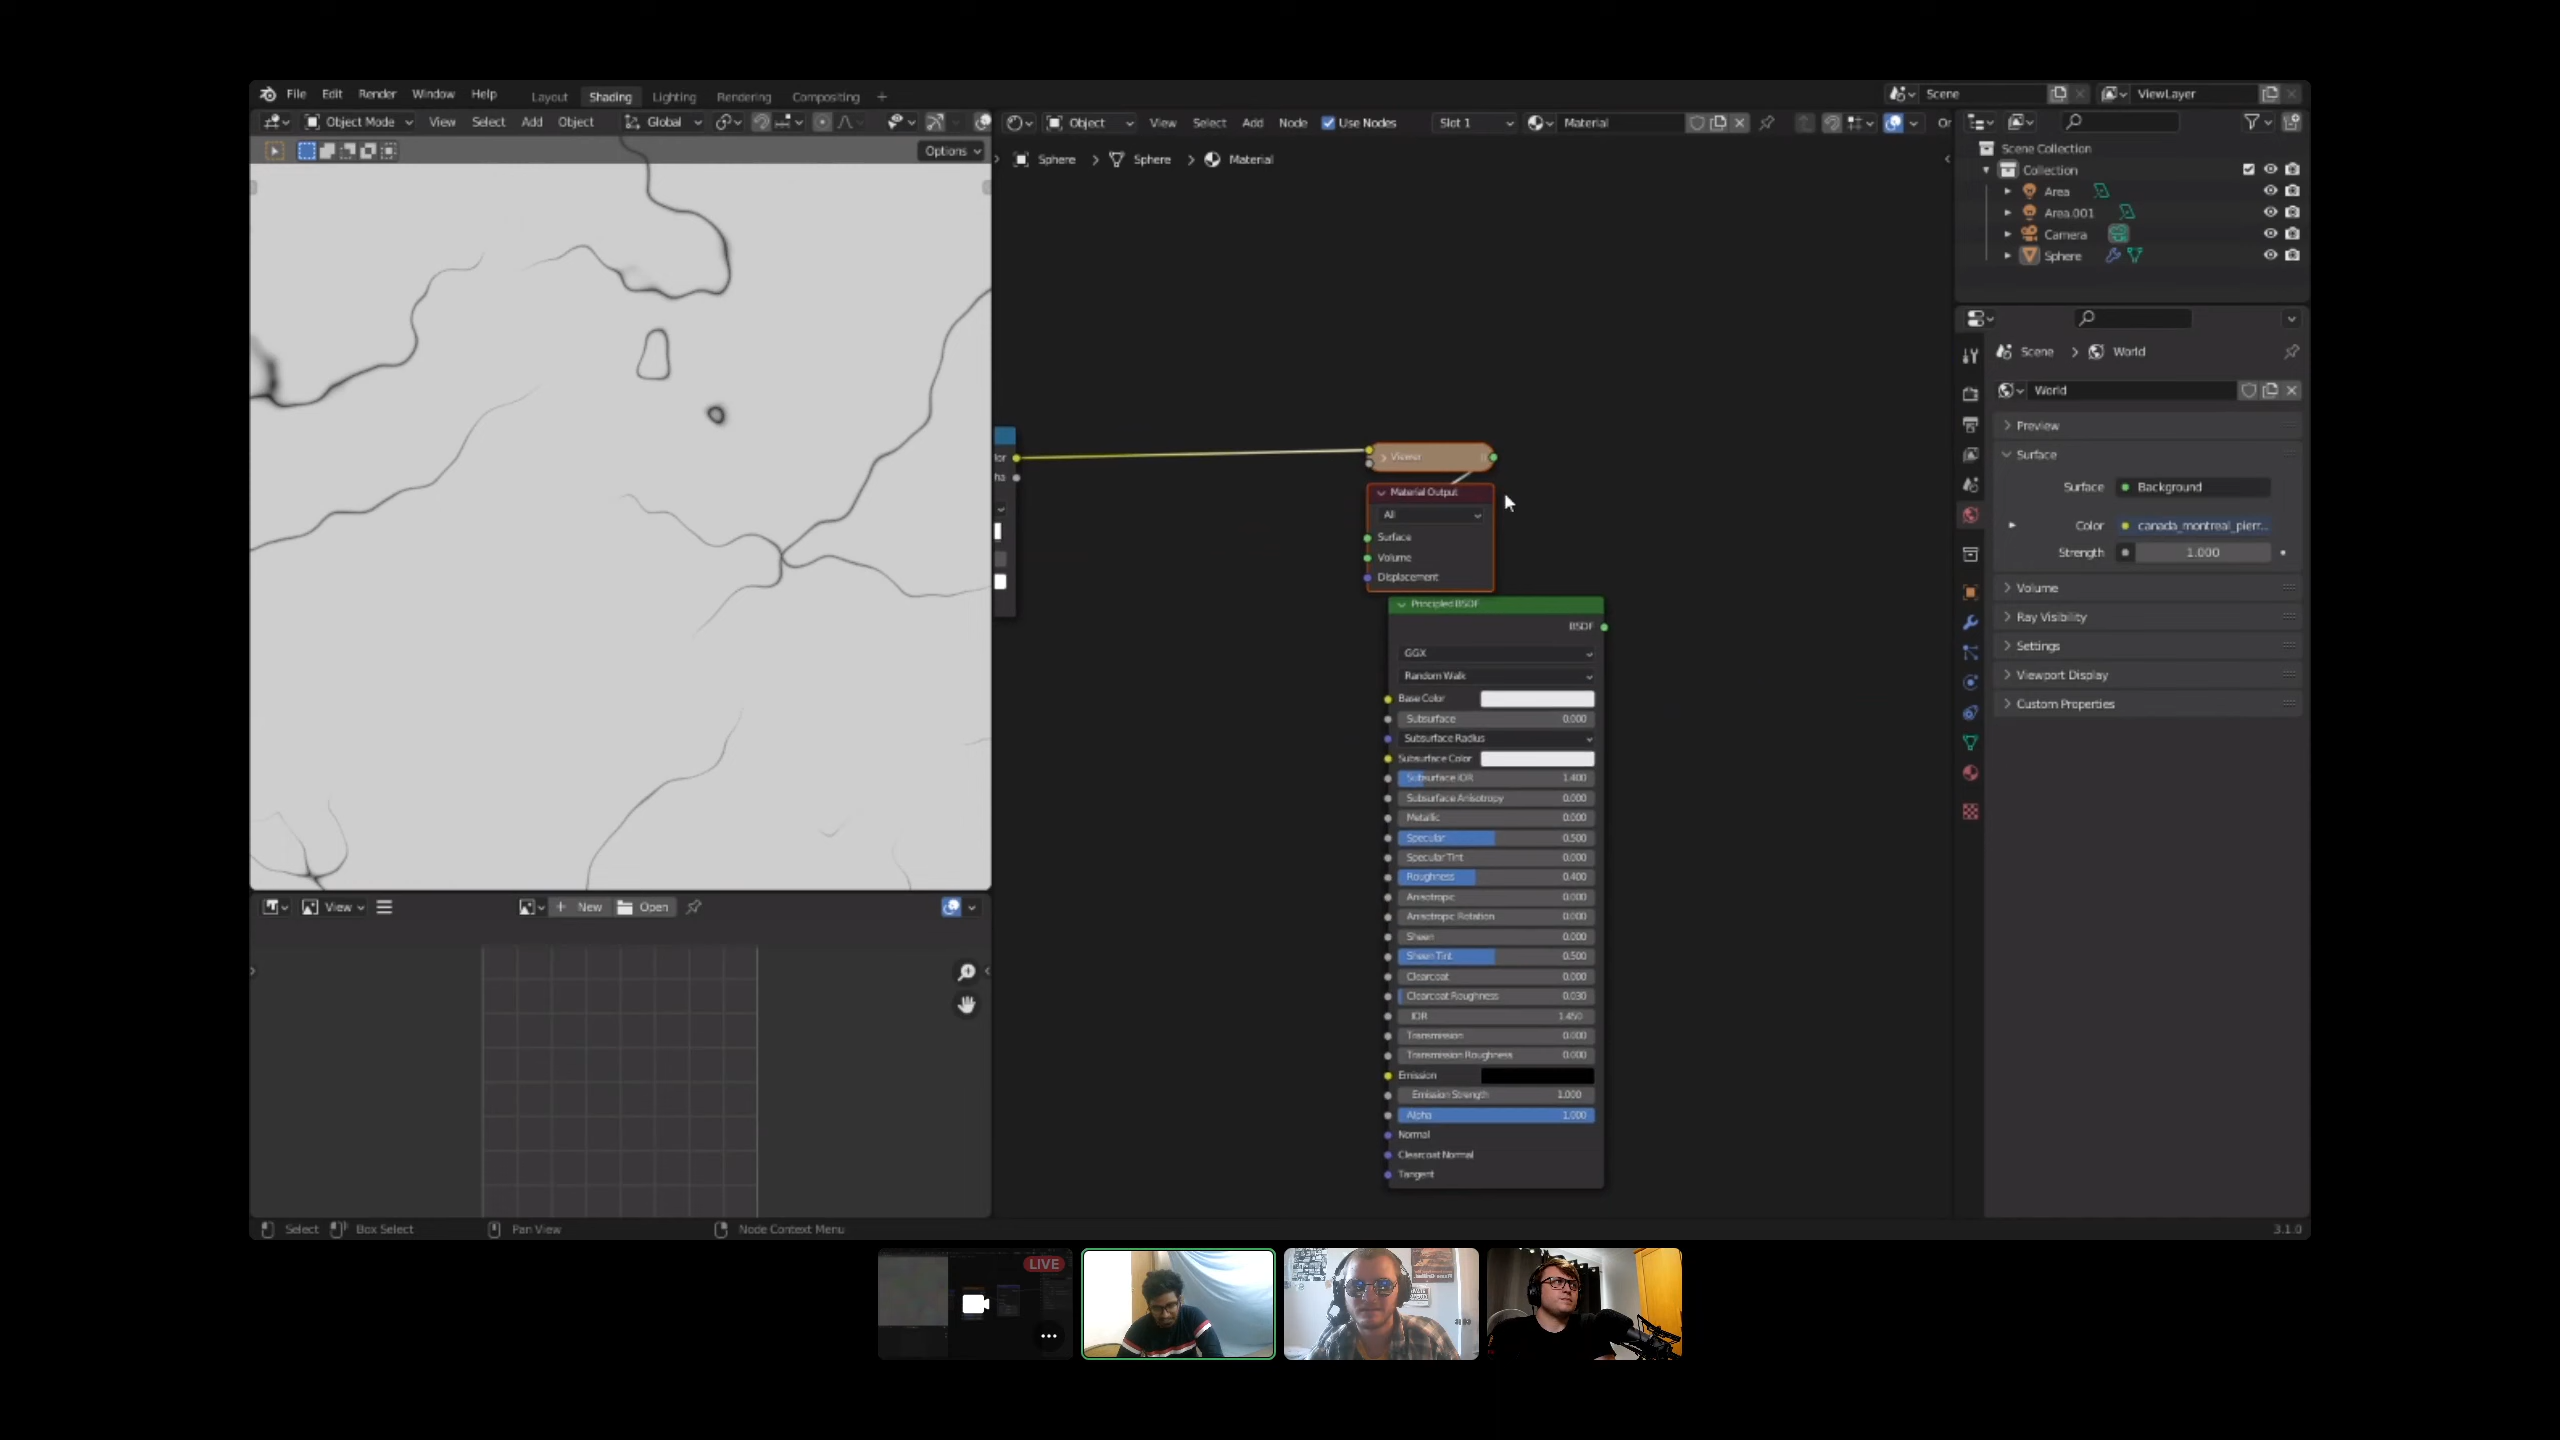 File Edit Render Window Help Layout Shading Lighting Rendering Compositing + Scene ViewLayer
Object Mode View Select Add Object Global
Object View Select Add Node Use Nodes Slot 1 Material Or
Options
Sphere > Sphere > Material
Scene Collection
Collection
Area
Area.001
Camera
Sphere
Scene > World
World
Preview
Surface
Surface Background
Color canada_montreal_pierr...
Strength 1.000
Volume
Ray Visibility
Settings
Viewport Display
Custom Properties
lor
ha
Viewer
Material Output
All
Surface
Volume
Displacement
Principled BSDF
BSDF
GGX
Random Walk
Base Color
Subsurface 0.000
Subsurface Radius
Subsurface Color
Subsurface IOR 1.400
Subsurface Anisotropy 0.000
Metallic 0.000
Specular 0.500
Specular Tint 0.000
Roughness 0.400
Anisotropic 0.000
Anisotropic Rotation 0.000
Sheen 0.000
Sheen Tint 0.500
Clearcoat 0.000
Clearcoat Roughness 0.030
IOR 1.450
Transmission 0.000
Transmission Roughness 0.000
Emission
Emission Strength 1.000
Alpha 1.000
Normal
Clearcoat Normal
Tangent
View + New Open
Select Box Select Pan View Node Context Menu 3.1.0
LIVE